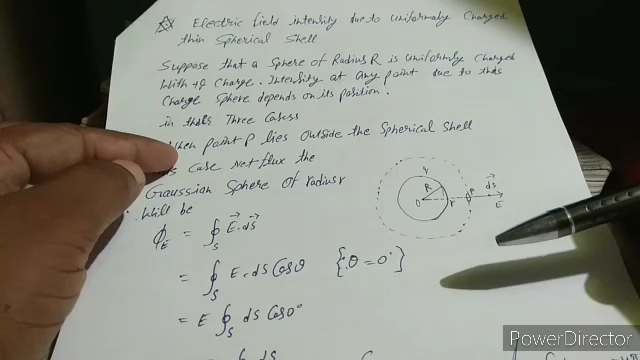 Electric field intensity due to uniformaly Charged
thin Spherical Shell
Suppose that a Sphere of Radius R is uniformly Charged
With +q Charge. Intensity at any point due to this
Charge Sphere depends on its position.
in this Three Casess
When point P lies outside the Spherical Shell
Case Net flux the
Gaussian Sphere of radius r
Will be
q
R
O
r
P
ds
E
ϕ_E = ∮_S E⃗.ds⃗
= ∮_S E.ds Cosθ {∵θ=0°}
= E ∮_S ds Cos0°
PowerDirector